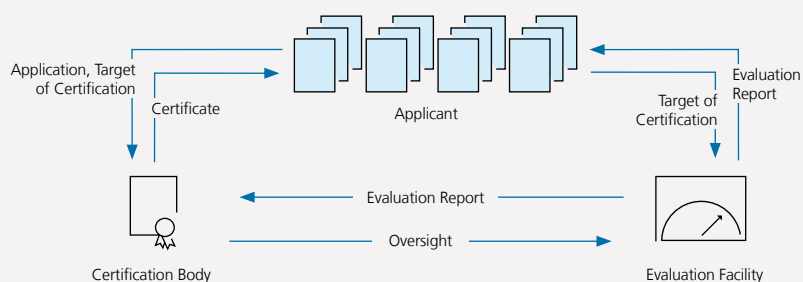 Application, Target
of Certification
Certificate
Applicant
Evaluation
Report
Target of
Certification
Evaluation Report
Oversight
Certification Body
Evaluation Facility